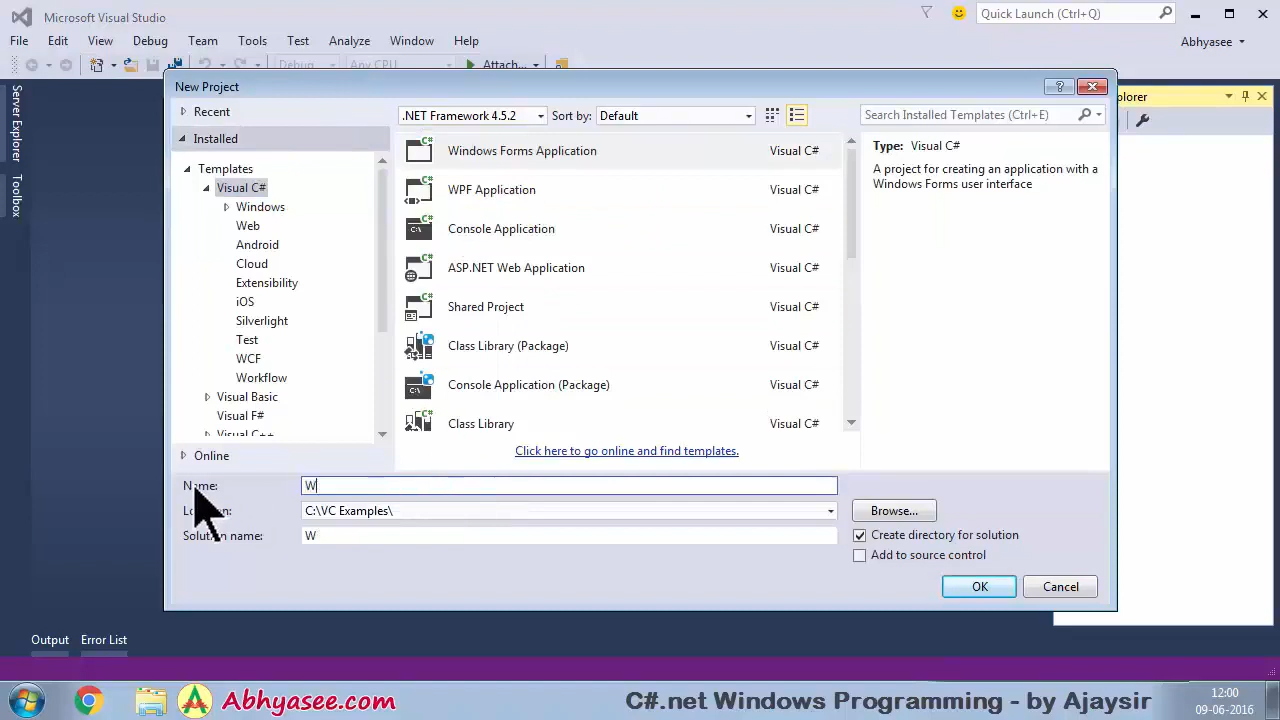 Microsoft Visual Studio
Quick Launch (Ctrl+Q)
File Edit View Debug Team Tools Test Analyze Window Help
Abhyasee
Debug Any CPU Attach...
Server Explorer
Toolbox
New Project
Recent
.NET Framework 4.5.2
Sort by: Default
Search Installed Templates (Ctrl+E)
Installed
Templates
Visual C#
Windows
Web
Android
Cloud
Extensibility
iOS
Silverlight
Test
WCF
Workflow
Visual Basic
Visual F#
Visual C++
Online
Windows Forms Application Visual C#
WPF Application Visual C#
Console Application Visual C#
ASP.NET Web Application Visual C#
Shared Project Visual C#
Class Library (Package) Visual C#
Console Application (Package) Visual C#
Class Library Visual C#
Click here to go online and find templates.
Type: Visual C#
A project for creating an application with a
Windows Forms user interface
Name: W
C:\VC Examples\
Browse...
Solution name: W
Create directory for solution
Add to source control
OK Cancel
Output Error List
Abhyasee.com
C#.net Windows Programming - by Ajaysir
12:00
09-06-2016